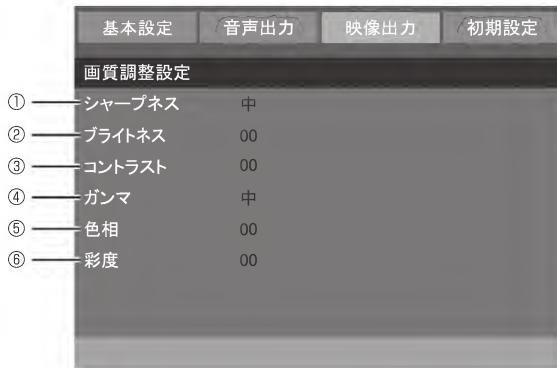 基本設定 音声出力 映像出力 初期設定
画質調整設定
① シャープネス 中
② ブライトネス 00
③ コントラスト 00
④ ガンマ 中
⑤ 色相 00
⑥ 彩度 00